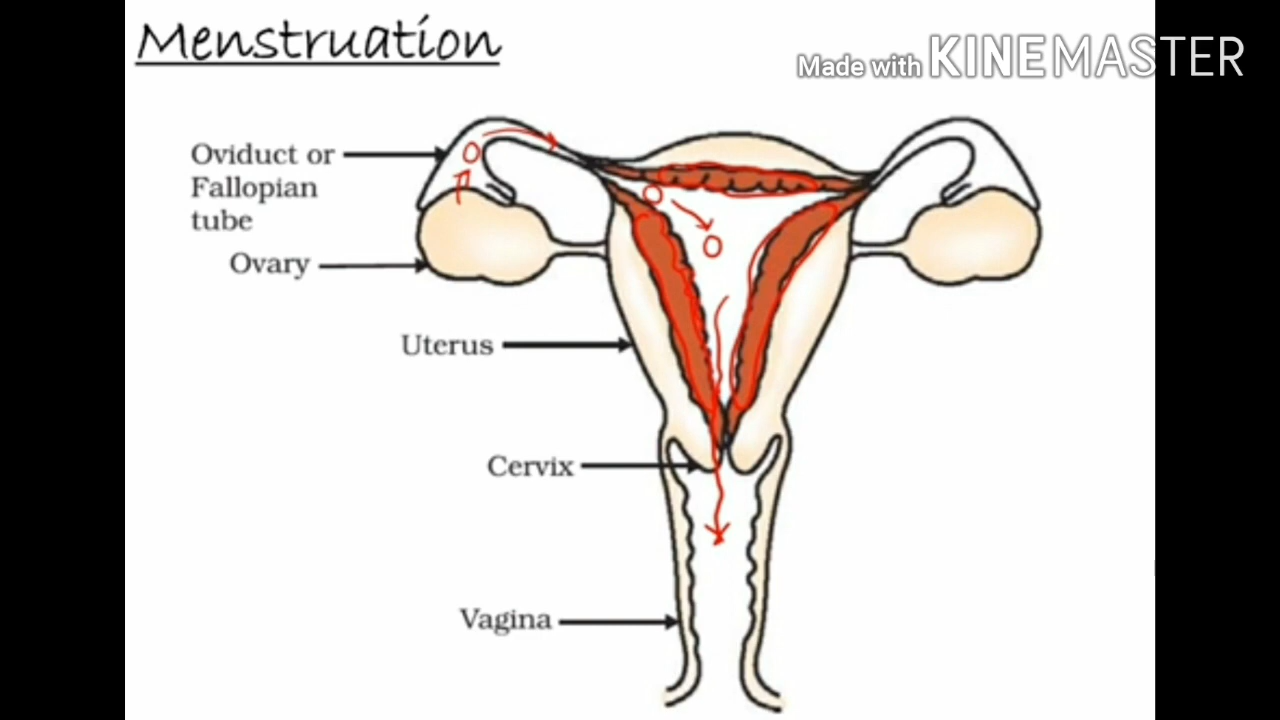 Menstruation
Made with KINEMASTER
Oviduct or
Fallopian
tube
Ovary
Uterus
Cervix
Vagina